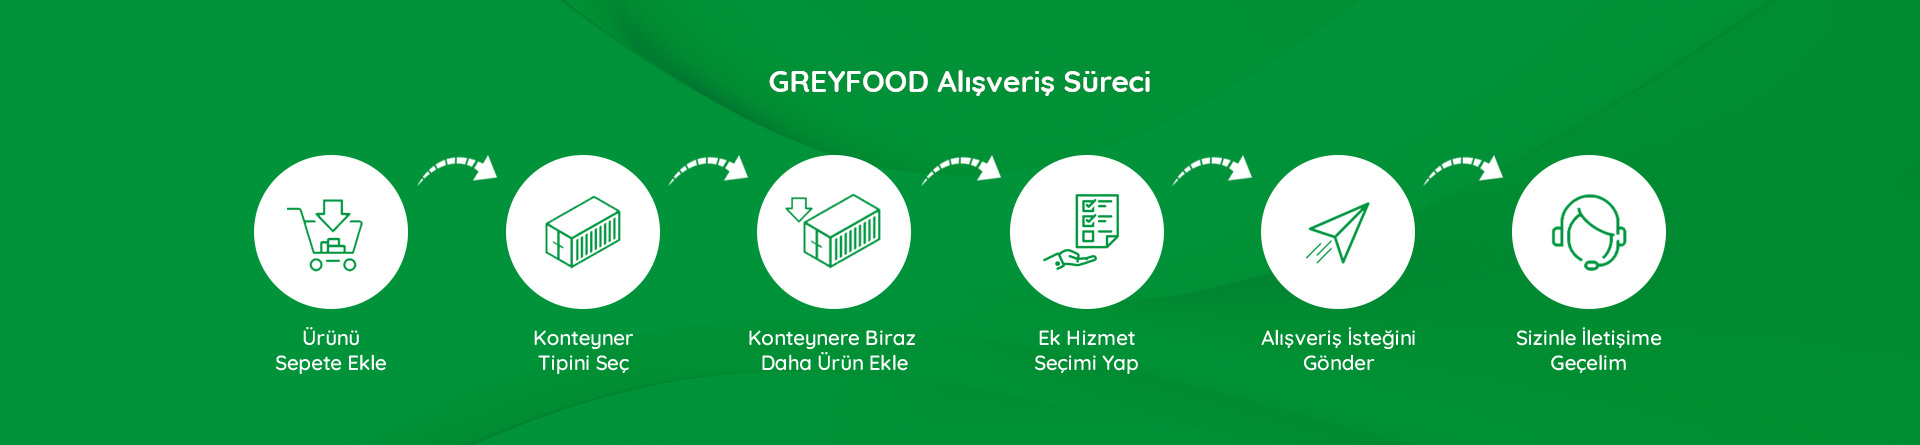 GREYFOOD Alışveriş Süreci
Ürünü
Sepete Ekle
Konteyner
Tipini Seç
Konteynere Biraz
Daha Ürün Ekle
Ek Hizmet
Seçimi Yap
Alışveriş İsteğini
Gönder
Sizinle İletişime
Geçelim